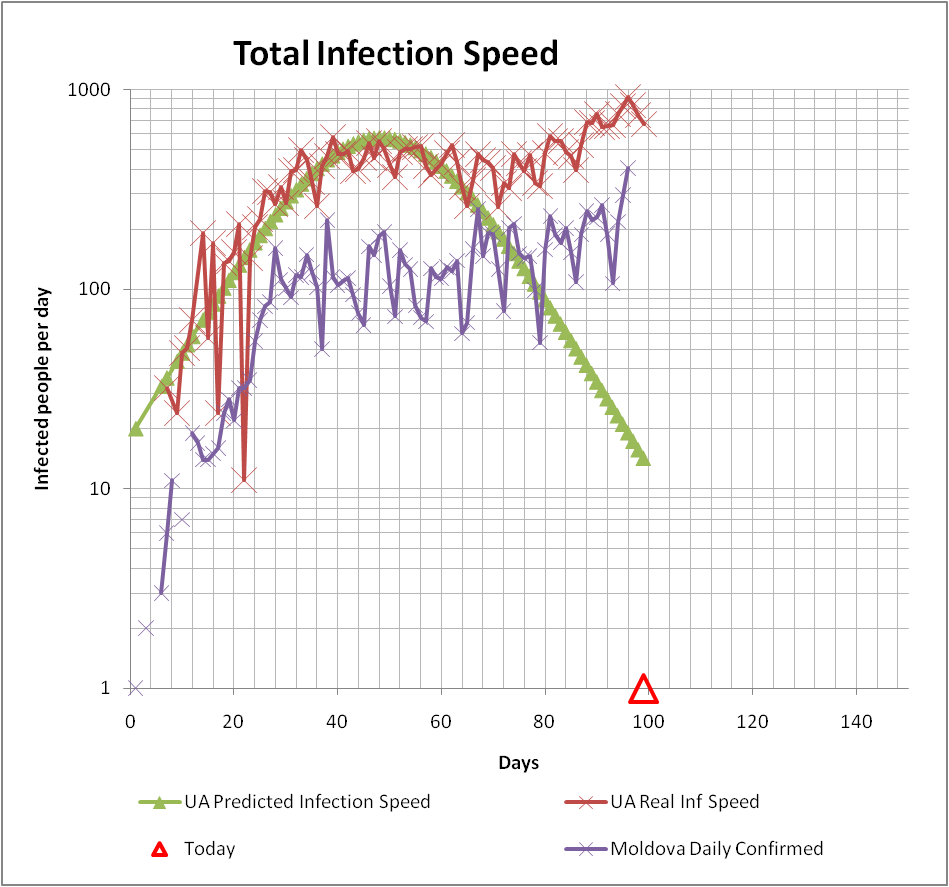 Total Infection Speed
1000
100
10
1
Infected people per day
0 20 40 60 80 100 120 140
Days
UA Predicted Infection Speed
UA Real Inf Speed
Today
Moldova Daily Confirmed